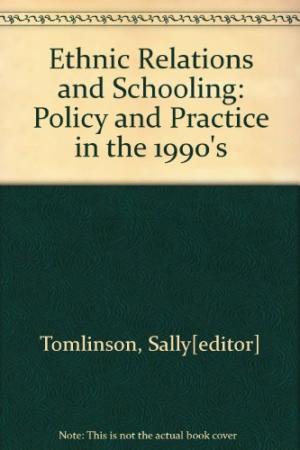 Ethnic Relations
and Schooling:
Policy and Practice
in the 1990's
Tomlinson, Sally[editor]
Note: This is not the actual book cover